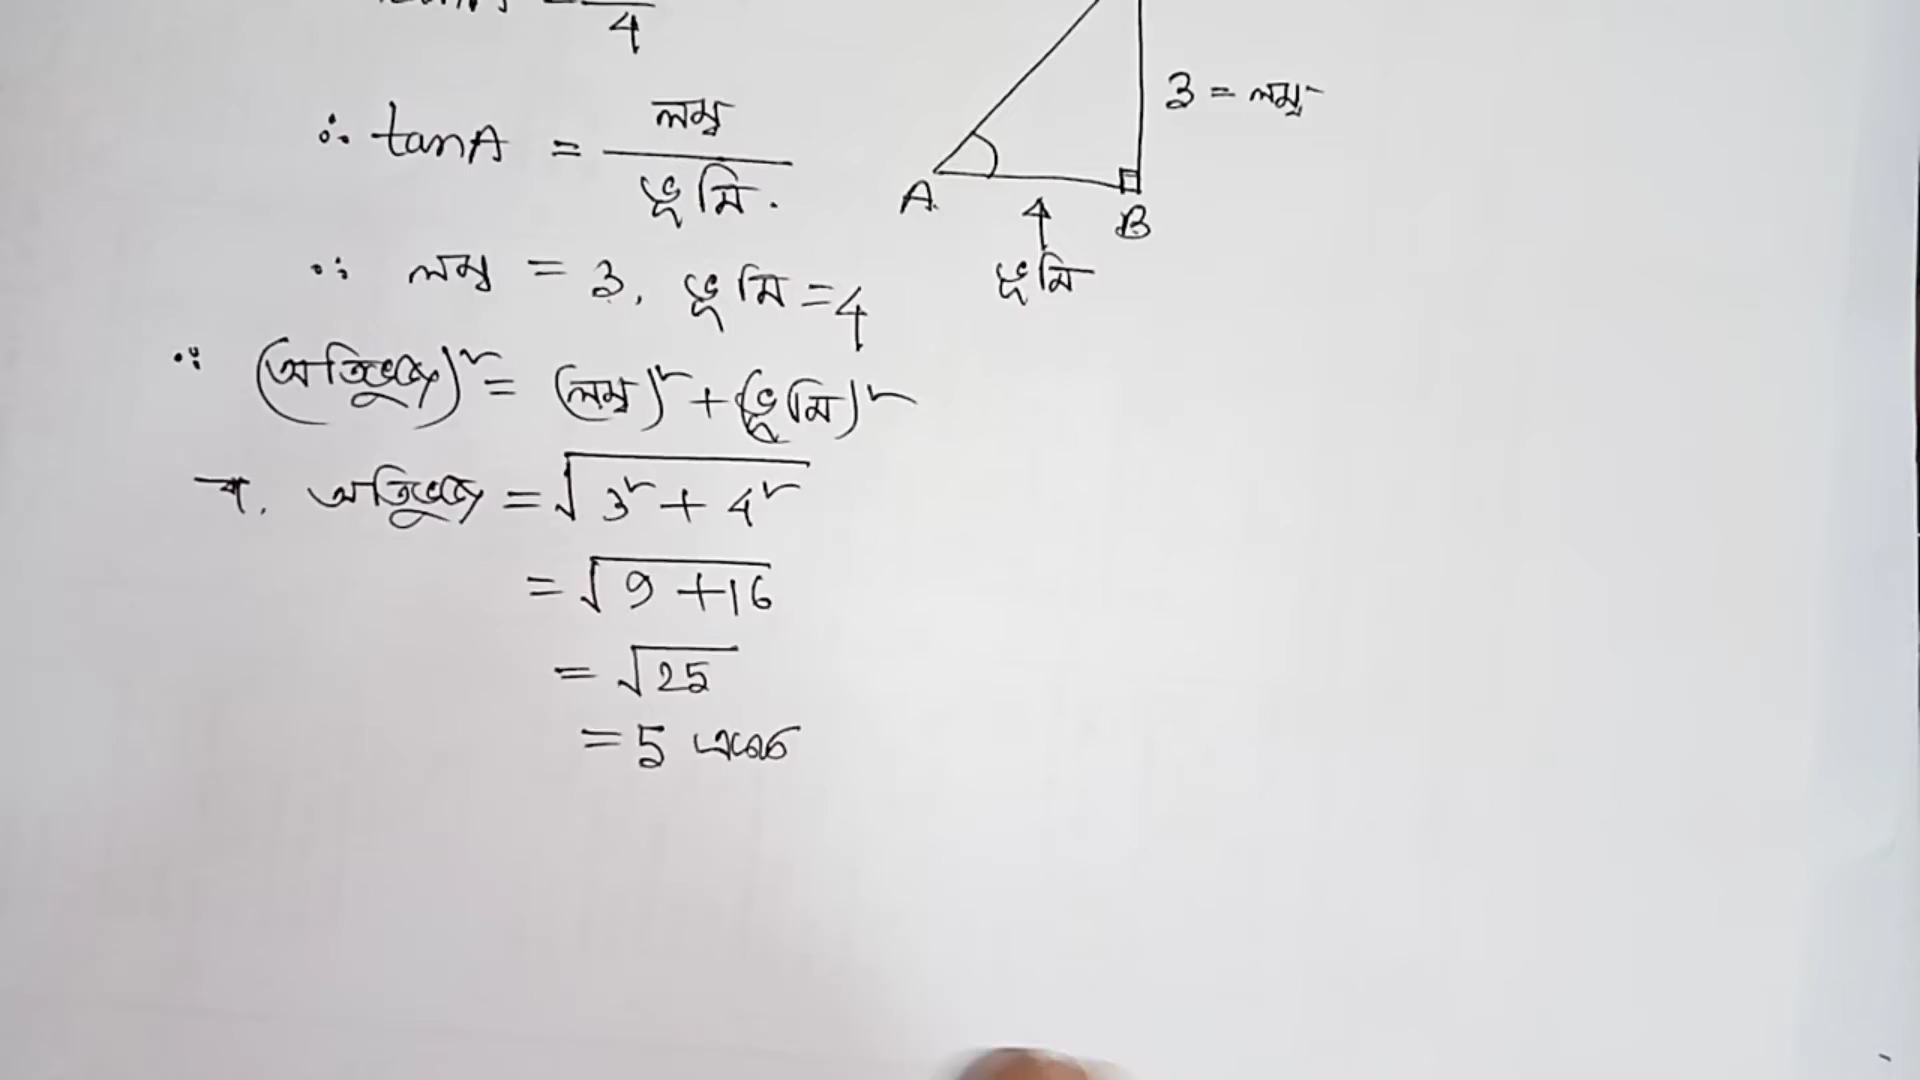 4
∴ tanA = লম্ব / ভূমি.
3 = লম্ব
A 4 B
ভূমি
∴ লম্ব = 3, ভূমি = 4
∴ (অতিভুজ)² = (লম্ব)² + (ভূমি)²
বা, অতিভুজ = √3² + 4²
= √9 + 16
= √25
= 5 একক